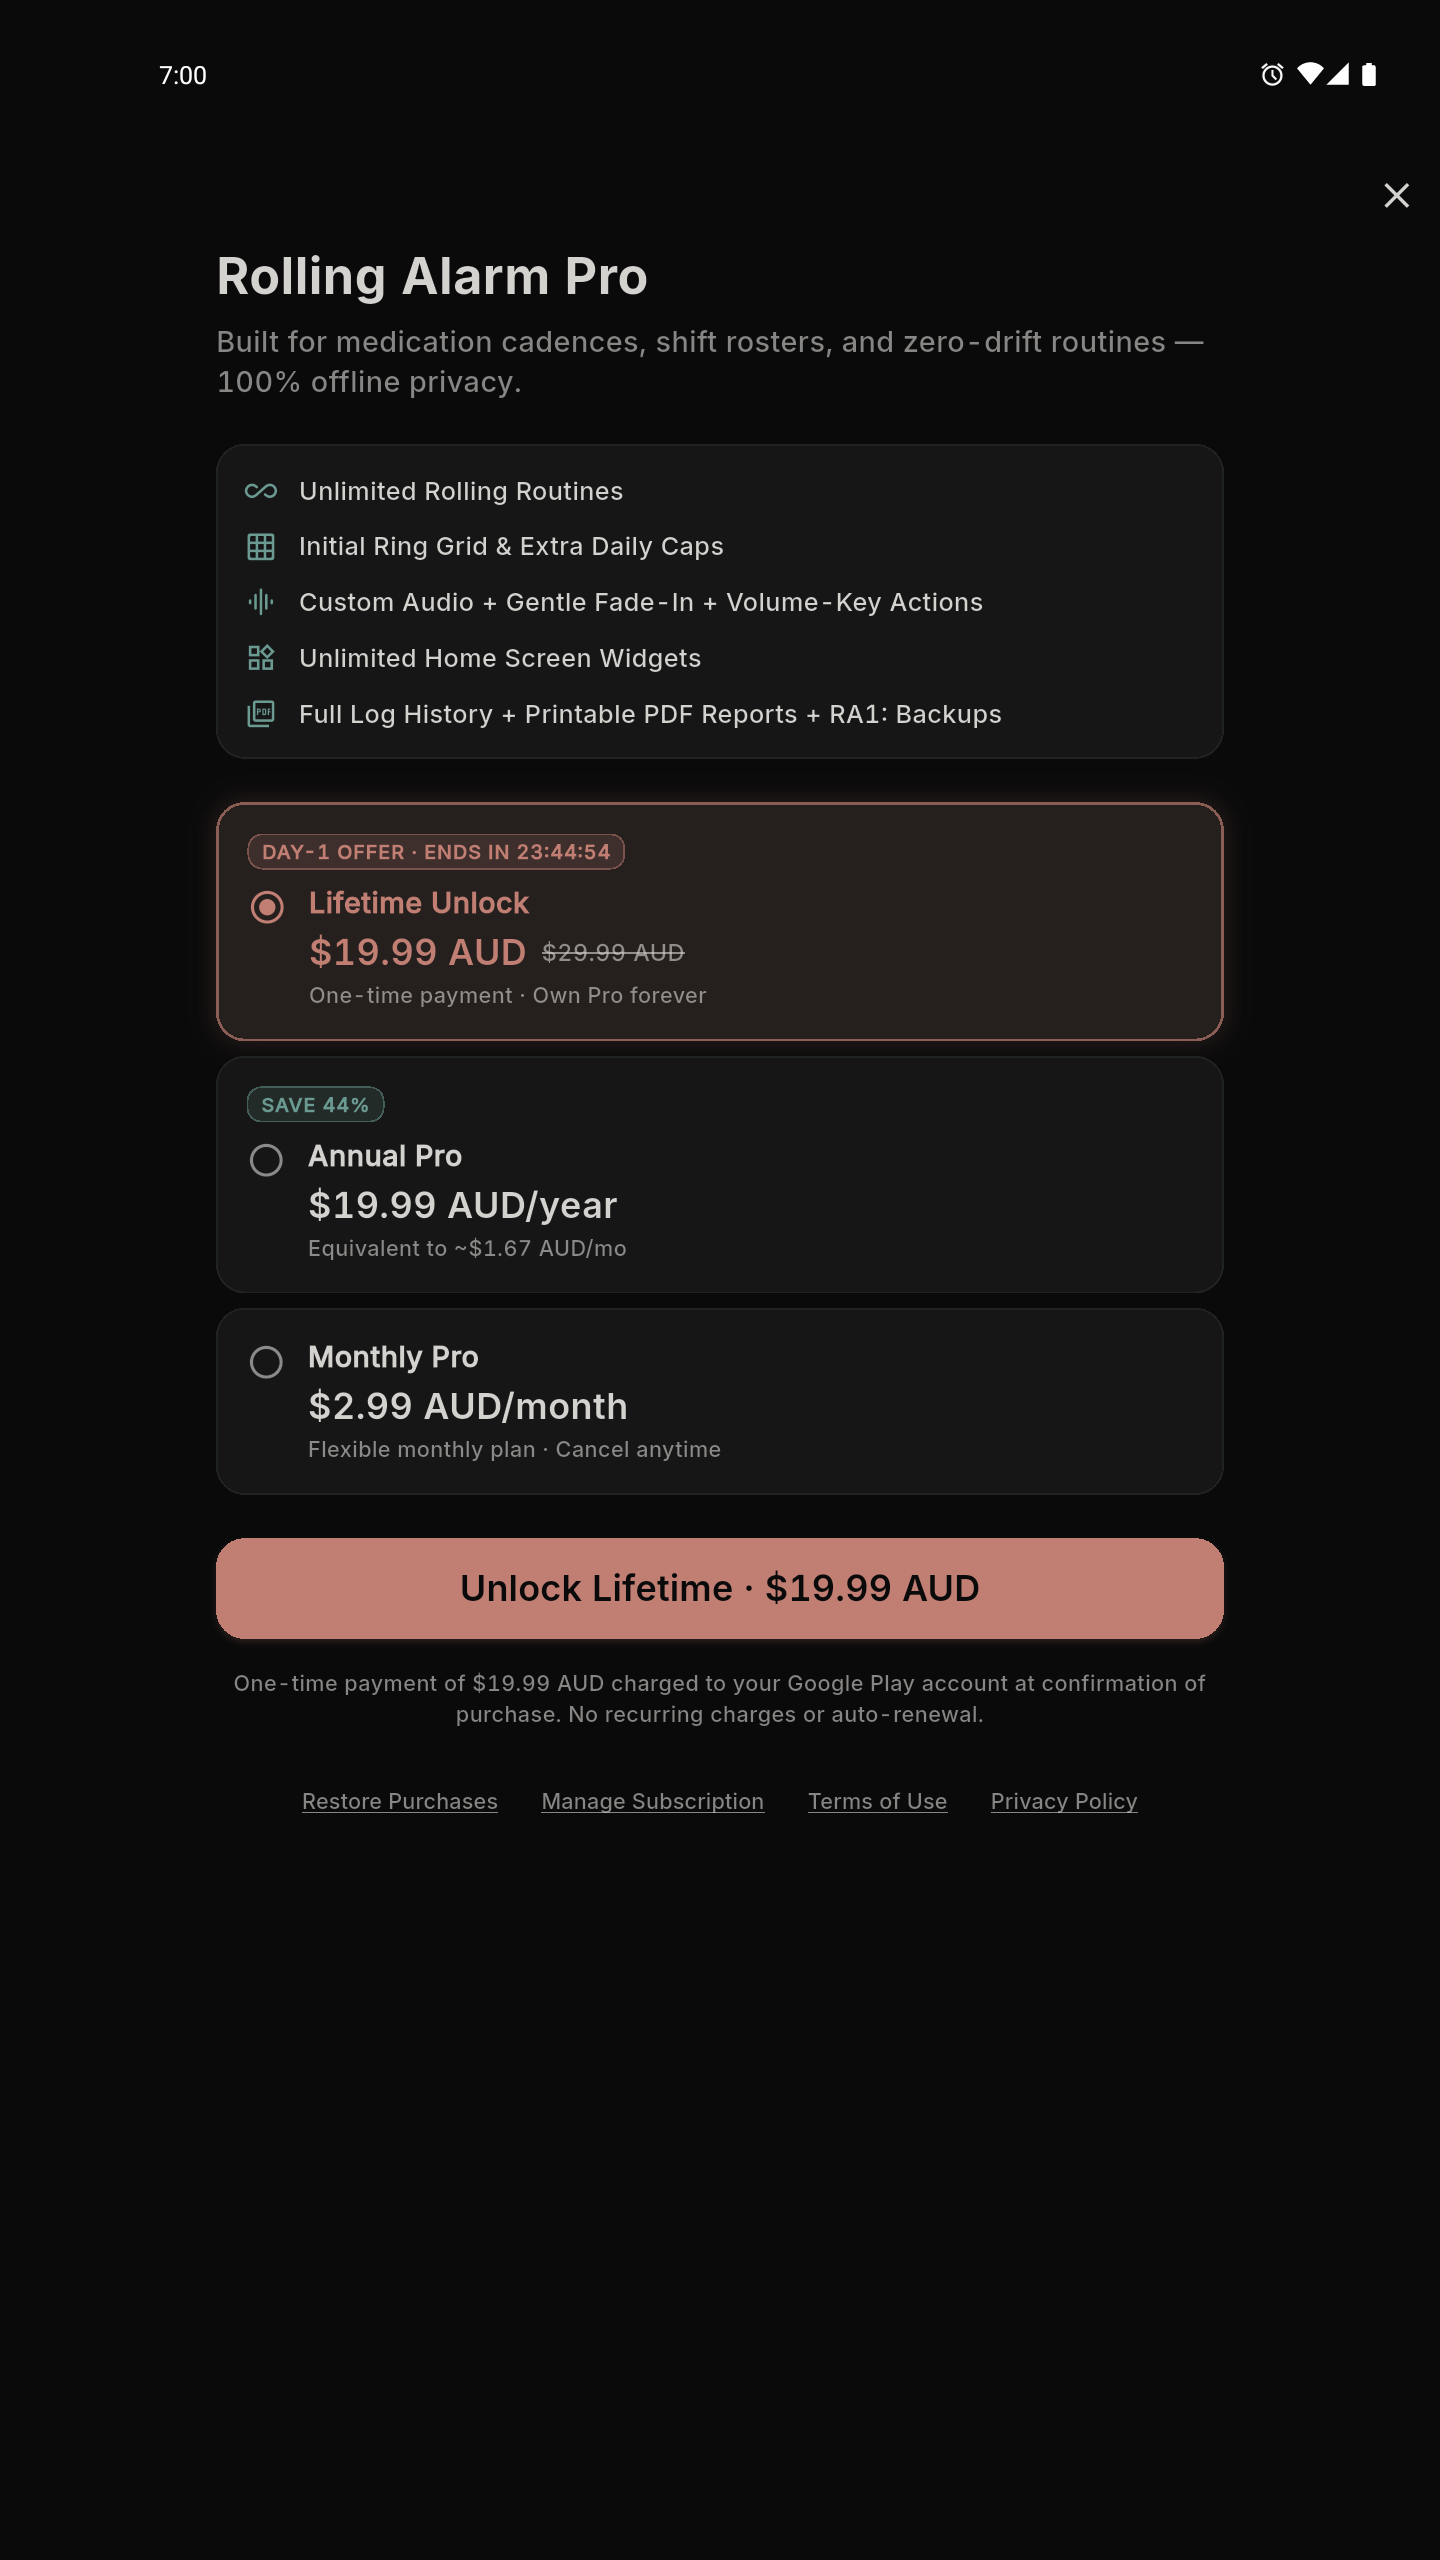 7:00
Rolling Alarm Pro
Built for medication cadences, shift rosters, and zero-drift routines —
100% offline privacy.
Unlimited Rolling Routines
Initial Ring Grid & Extra Daily Caps
Custom Audio + Gentle Fade-In + Volume-Key Actions
Unlimited Home Screen Widgets
PDF
Full Log History + Printable PDF Reports + RA1: Backups
DAY-1 OFFER · ENDS IN 23:44:54
Lifetime Unlock
$19.99 AUD $29.99 AUD
One-time payment · Own Pro forever
SAVE 44%
Annual Pro
$19.99 AUD/year
Equivalent to ~$1.67 AUD/mo
Monthly Pro
$2.99 AUD/month
Flexible monthly plan · Cancel anytime
Unlock Lifetime · $19.99 AUD
One-time payment of $19.99 AUD charged to your Google Play account at confirmation of
purchase. No recurring charges or auto-renewal.
Restore Purchases Manage Subscription Terms of Use Privacy Policy